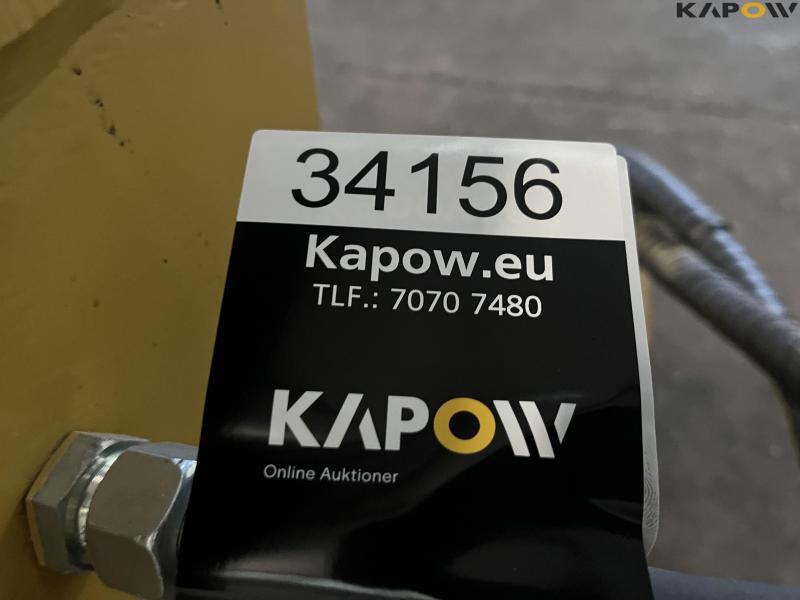 KAPOW
34156
Kapow.eu
TLF.: 7070 7480
KAPOW
Online Auktioner